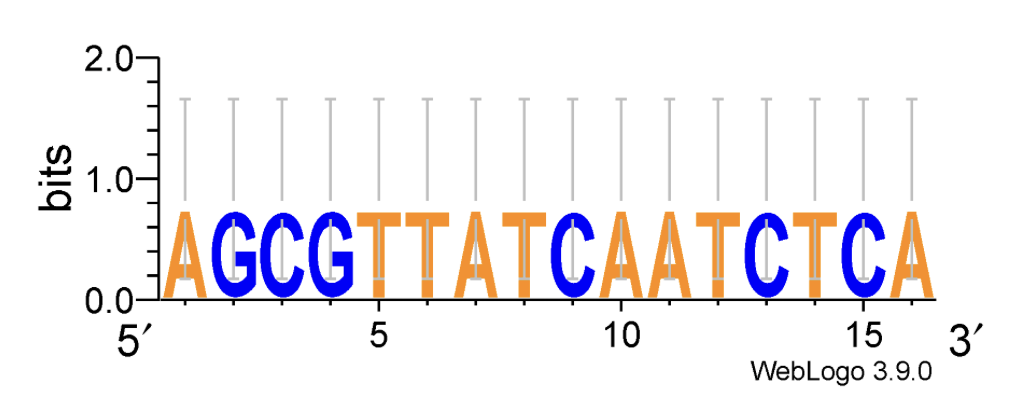 2.0
bits
1.0
AGCGTTATCAATCTCA
0.0
5′ 5 10 15 3′
WebLogo 3.9.0